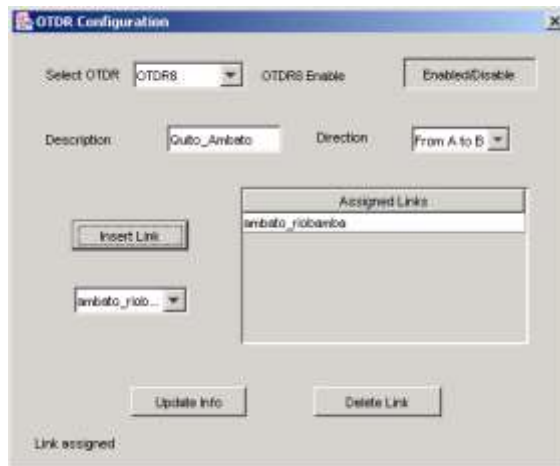 OTDR Configuration
Select OTDR OTDR8 OTDR8 Enable Enabled/Disable
Description Quito_Ambato Direction From A to B
Assigned Links
ambato_riobamba
Insert Link
ambato_riob...
Update Info Delete Link
Link assigned